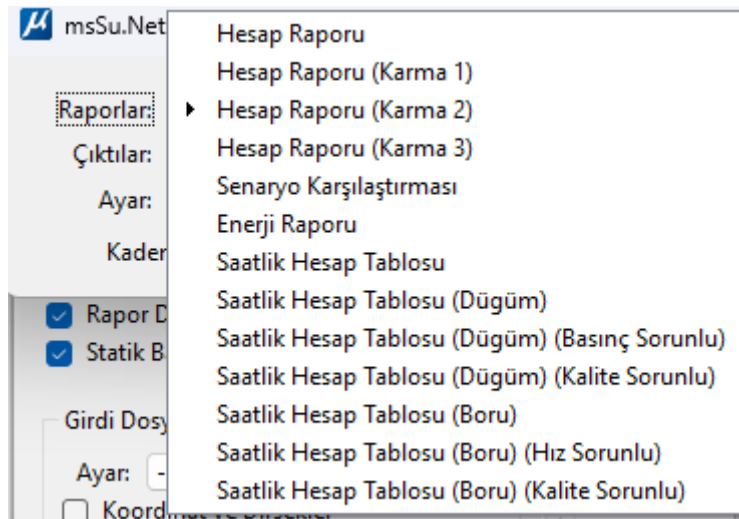 msSu.Net
Hesap Raporu
Hesap Raporu (Karma 1)
Raporlar:
Hesap Raporu (Karma 2)
Hesap Raporu (Karma 3)
Çıktılar:
Senaryo Karşılaştırması
Ayar:
Enerji Raporu
Kader
Saatlik Hesap Tablosu
Saatlik Hesap Tablosu (Dügüm)
Rapor D
Saatlik Hesap Tablosu (Dügüm) (Basınç Sorunlu)
Statik B
Saatlik Hesap Tablosu (Dügüm) (Kalite Sorunlu)
Saatlik Hesap Tablosu (Boru)
Girdi Dosy
Saatlik Hesap Tablosu (Boru) (Hız Sorunlu)
Ayar: -
Saatlik Hesap Tablosu (Boru) (Kalite Sorunlu)